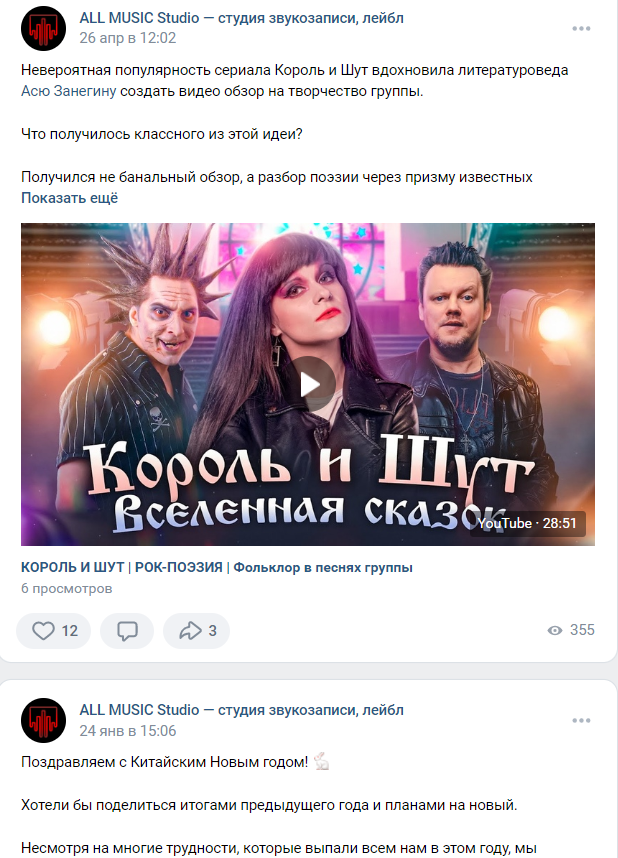 ALL MUSIC Studio — студия звукозаписи, лейбл
26 апр в 12:02
Невероятная популярность сериала Король и Шут вдохновила литературоведа
Асю Занегину создать видео обзор на творчество группы.
Что получилось классного из этой идеи?
Получился не банальный обзор, а разбор поэзии через призму известных
Показать ещё
Король и Шут
Вселенная сказок
YouTube · 28:51
КОРОЛЬ И ШУТ | РОК-ПОЭЗИЯ | Фольклор в песнях группы
6 просмотров
12
3
355
ALL MUSIC Studio — студия звукозаписи, лейбл
24 янв в 15:06
Поздравляем с Китайским Новым годом! 🐇
Хотели бы поделиться итогами предыдущего года и планами на новый.
Несмотря на многие трудности, которые выпали всем нам в этом году, мы